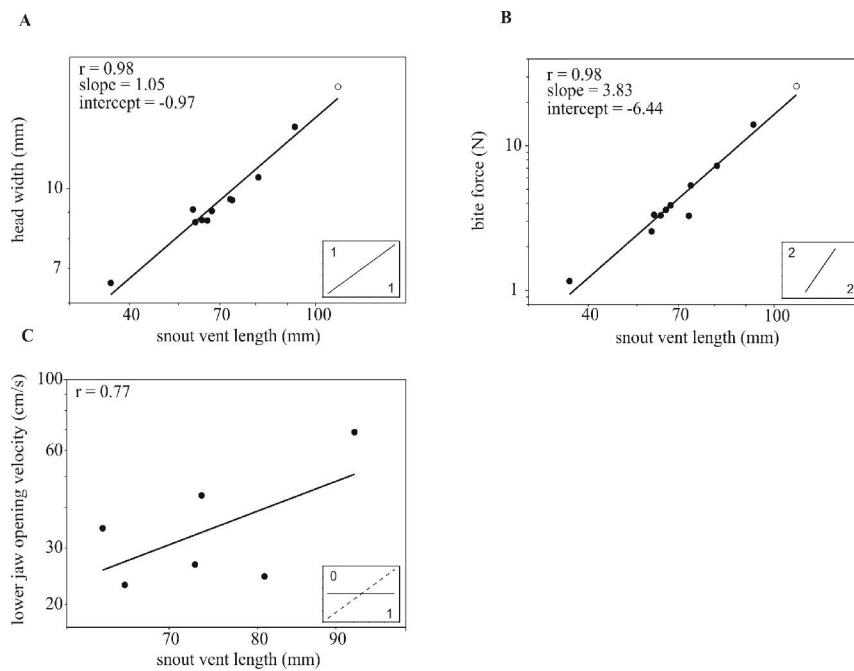 A
r = 0.98
slope = 1.05
intercept = -0.97
head width (mm)
10
7
1
1
40
70
100
snout vent length (mm)
B
r = 0.98
slope = 3.83
intercept = -6.44
bite force (N)
10
1
2
2
40
70
100
snout vent length (mm)
C
r = 0.77
lower jaw opening velocity (cm/s)
100
60
30
20
0
1
70
80
90
snout vent length (mm)